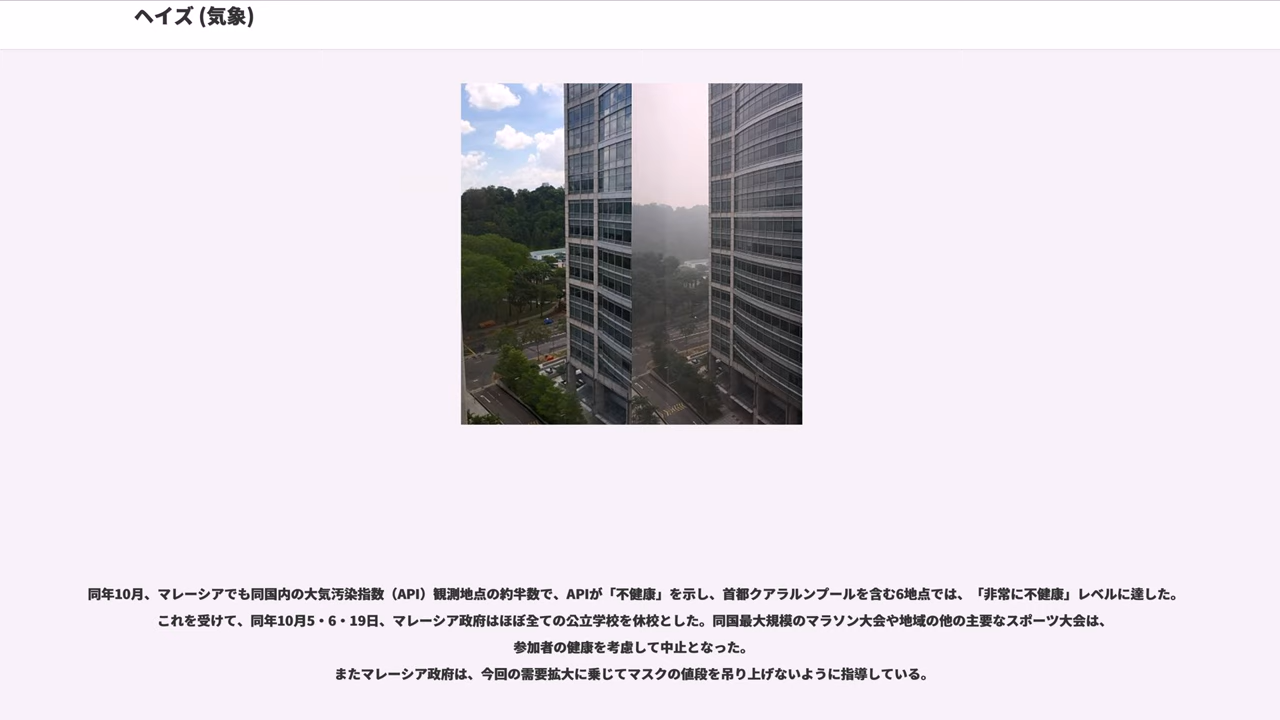 ヘイズ (気象)
同年10月、マレーシアでも同国内の大気汚染指数（API）観測地点の約半数で、APIが「不健康」を示し、首都クアラルンプールを含む6地点では、「非常に不健康」レベルに達した。
これを受けて、同年10月5・6・19日、マレーシア政府はほぼ全ての公立学校を休校とした。同国最大規模のマラソン大会や地域の他の主要なスポーツ大会は、
参加者の健康を考慮して中止となった。
またマレーシア政府は、今回の需要拡大に乗じてマスクの値段を吊り上げないように指導している。